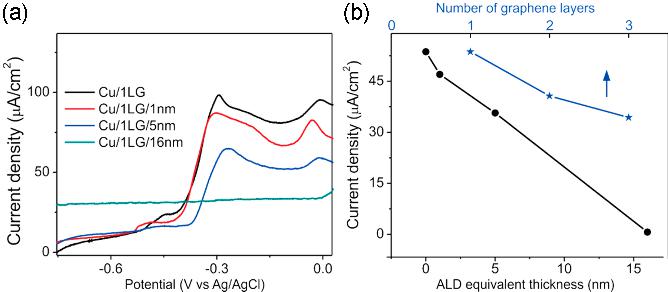 (a)
Current density (μA/cm²)
100
50
0
Cu/1LG
Cu/1LG/1nm
Cu/1LG/5nm
Cu/1LG/16nm
-0.6
-0.3
0.0
Potential (V vs Ag/AgCl)
(b)
Number of graphene layers
0
1
2
3
Current density (μA/cm²)
45
30
15
0
0
5
10
15
ALD equivalent thickness (nm)